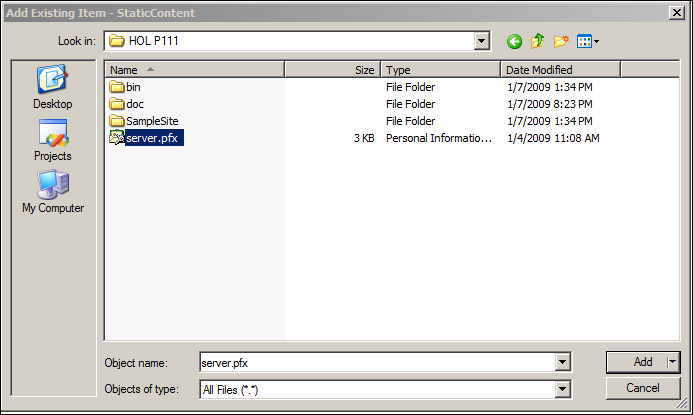 Add Existing Item - StaticContent
Look in: HOL P111
Name Size Type Date Modified
bin File Folder 1/7/2009 1:34 PM
doc File Folder 1/7/2009 8:23 PM
SampleSite File Folder 1/7/2009 1:34 PM
server.pfx 3 KB Personal Informatio... 1/4/2009 11:08 AM
Desktop
Projects
My Computer
Object name: server.pfx Add
Objects of type: All Files (*.*) Cancel